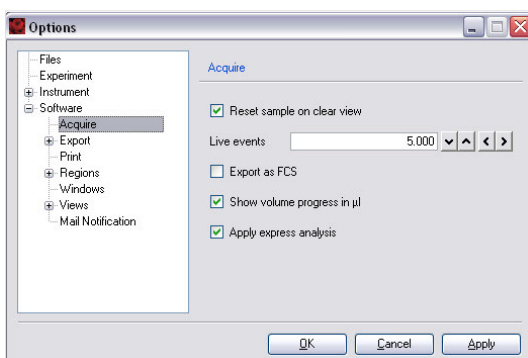 Options
Files
Experiment
Instrument
Software
Acquire
Export
Print
Regions
Windows
Views
Mail Notification
Acquire
Reset sample on clear view
Live events 5.000
Export as FCS
Show volume progress in µl
Apply express analysis
OK Cancel Apply